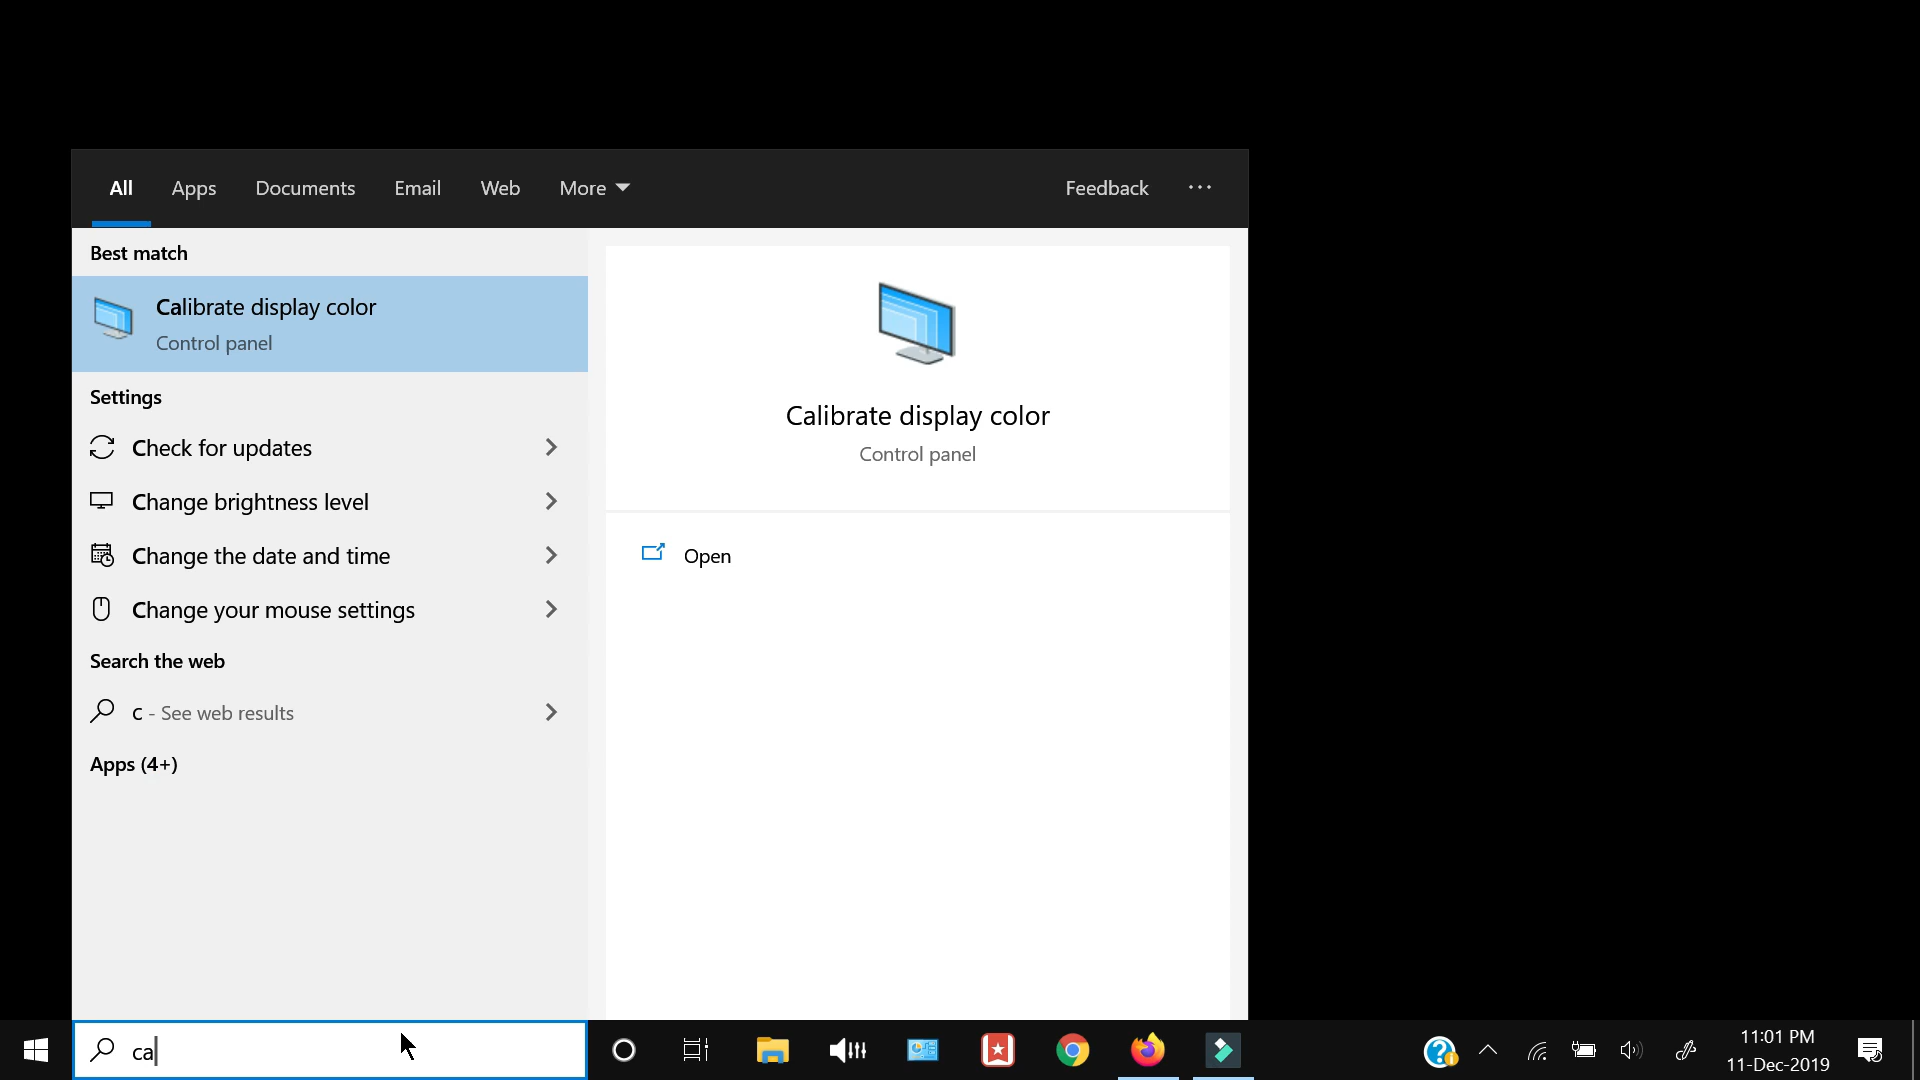 All Apps Documents Email Web More Feedback ...
Best match
Calibrate display color
Control panel
Settings
Check for updates
Change brightness level
Change the date and time
Change your mouse settings
Search the web
c - See web results
Apps (4+)
Calibrate display color
Control panel
Open
ca
11:01 PM
11-Dec-2019